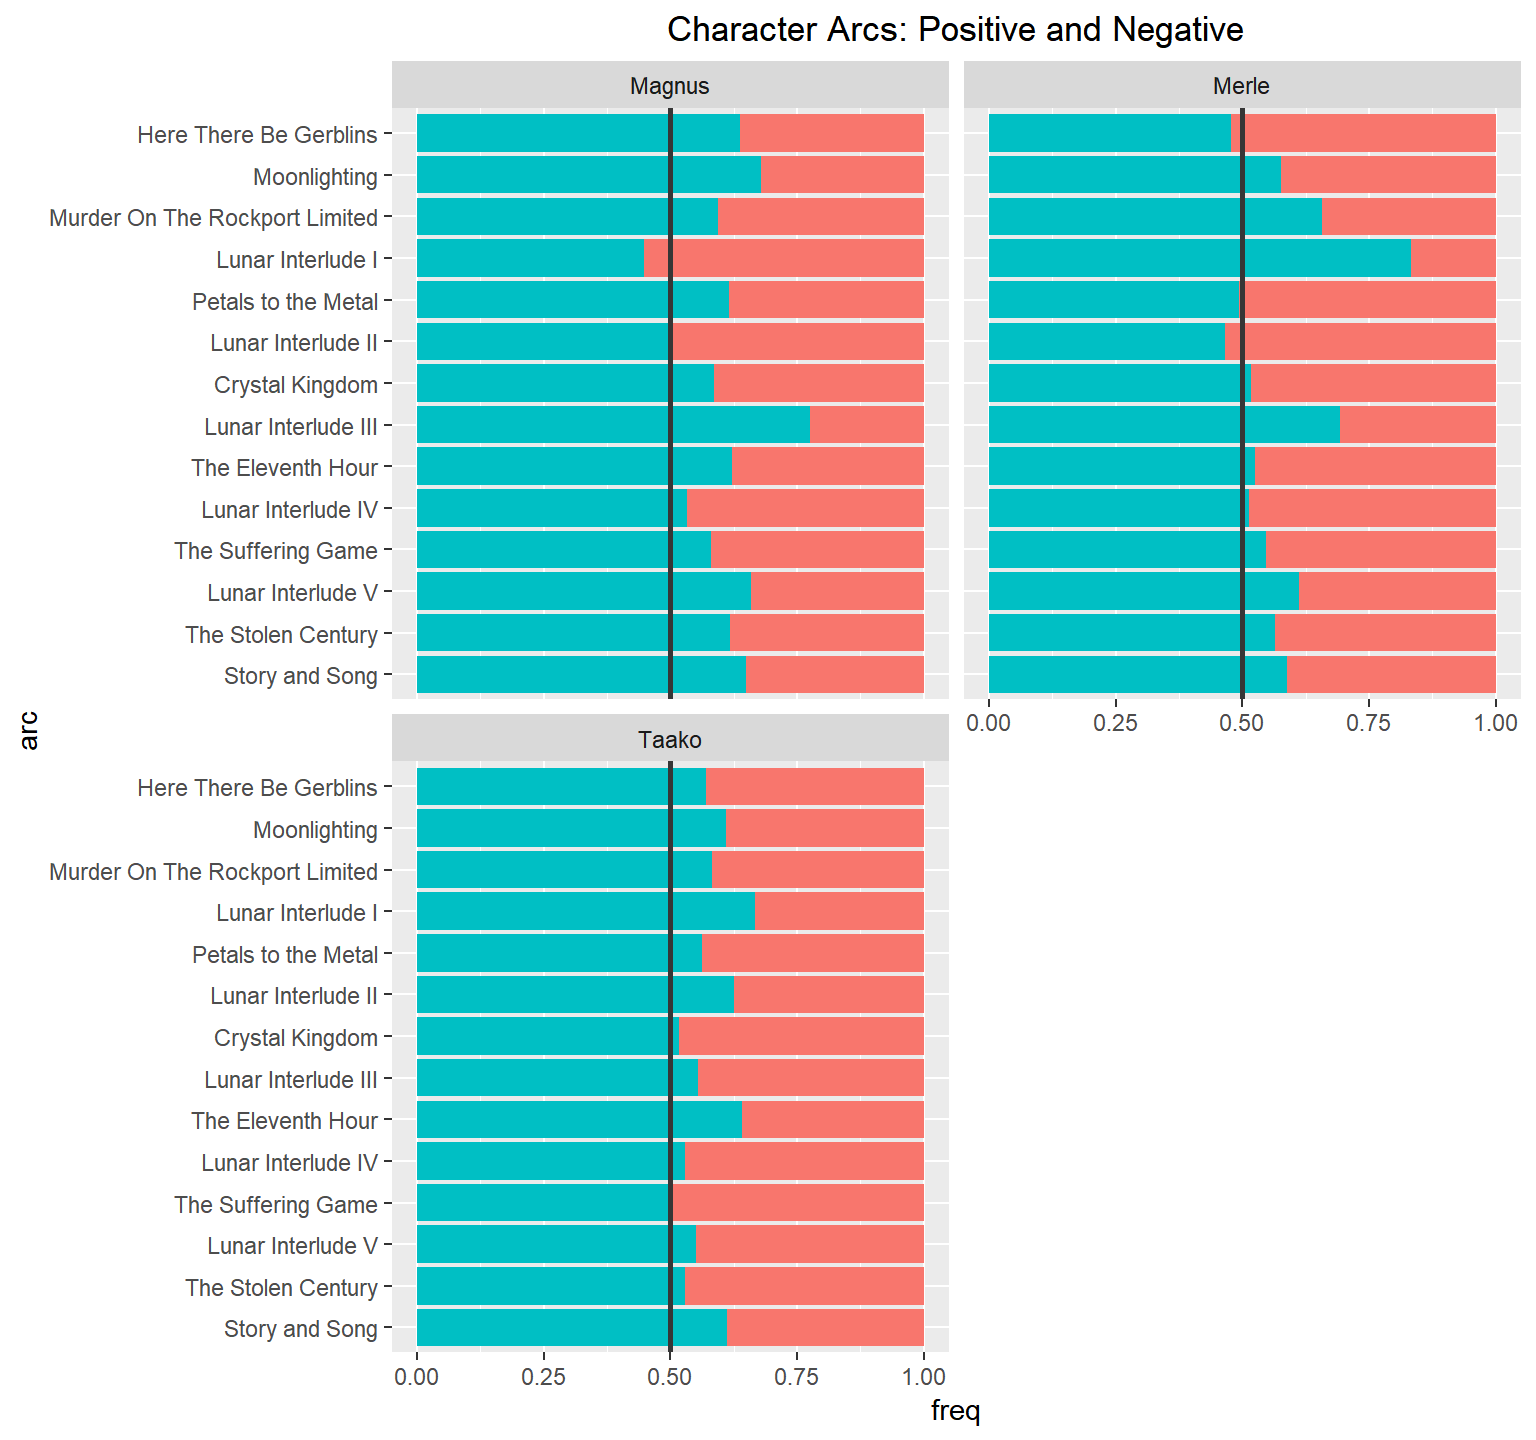 Character Arcs: Positive and Negative
Magnus
Merle
Here There Be Gerblins
Moonlighting
Murder On The Rockport Limited
Lunar Interlude I
Petals to the Metal
Lunar Interlude II
Crystal Kingdom
Lunar Interlude III
The Eleventh Hour
Lunar Interlude IV
The Suffering Game
Lunar Interlude V
The Stolen Century
Story and Song
0.00 0.25 0.50 0.75 1.00
arc
Taako
Here There Be Gerblins
Moonlighting
Murder On The Rockport Limited
Lunar Interlude I
Petals to the Metal
Lunar Interlude II
Crystal Kingdom
Lunar Interlude III
The Eleventh Hour
Lunar Interlude IV
The Suffering Game
Lunar Interlude V
The Stolen Century
Story and Song
0.00 0.25 0.50 0.75 1.00
freq